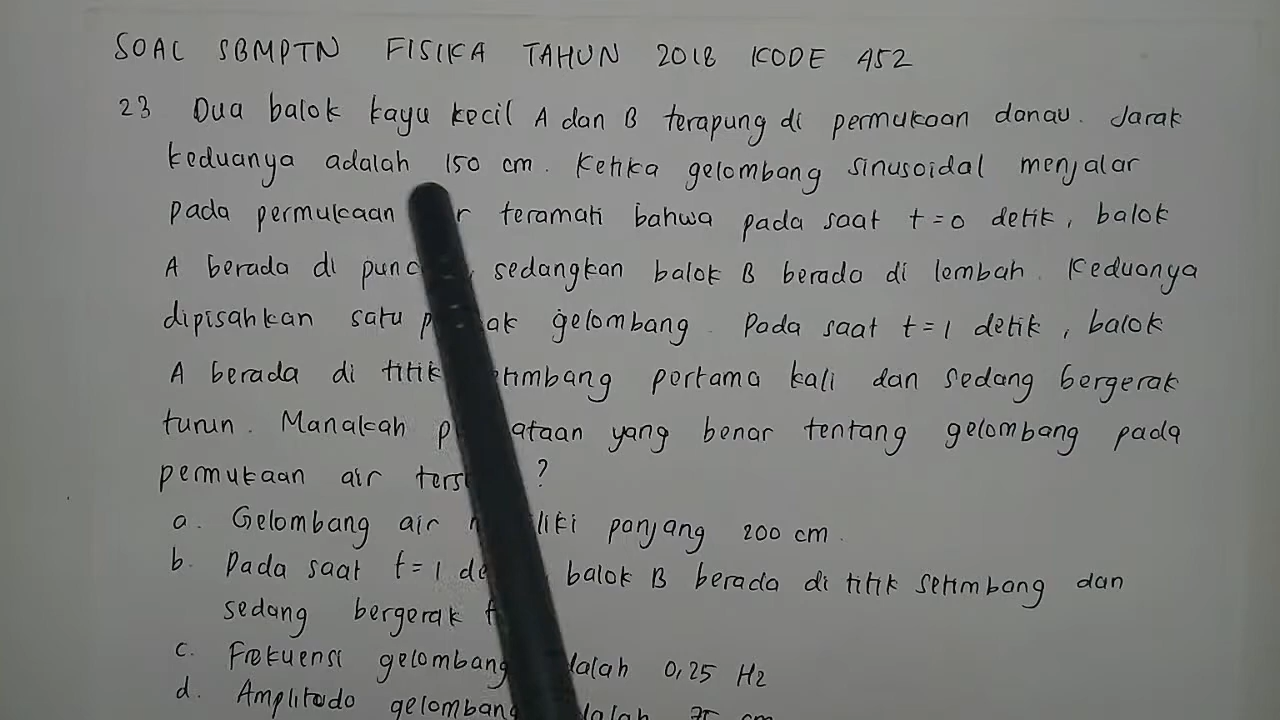 SOAL SBMPTN FISIKA TAHUN 2018 KODE 452
23 Dua balok kayu kecil A dan B terapung di permukaan danau. Jarak
keduanya adalah 150 cm. Ketika gelombang sinusoidal menjalar
pada permukaan teramati bahwa pada saat t=0 detik, balok
A berada di sedangkan balok B berada di lembah. Keduanya
dipisahkan satu gelombang. Pada saat t=1 detik, balok
A berada di titik pertama kali dan sedang bergerak
turun. Manakah yang benar tentang gelombang pada
permukaan air ?
a. Gelombang air panjang 200 cm.
b. Pada saat t=1 balok B berada di titik setimbang dan
sedang bergerak
c. Frekuensi gelombang 0,25 Hz
d. Amplitudo gelombang 75 cm